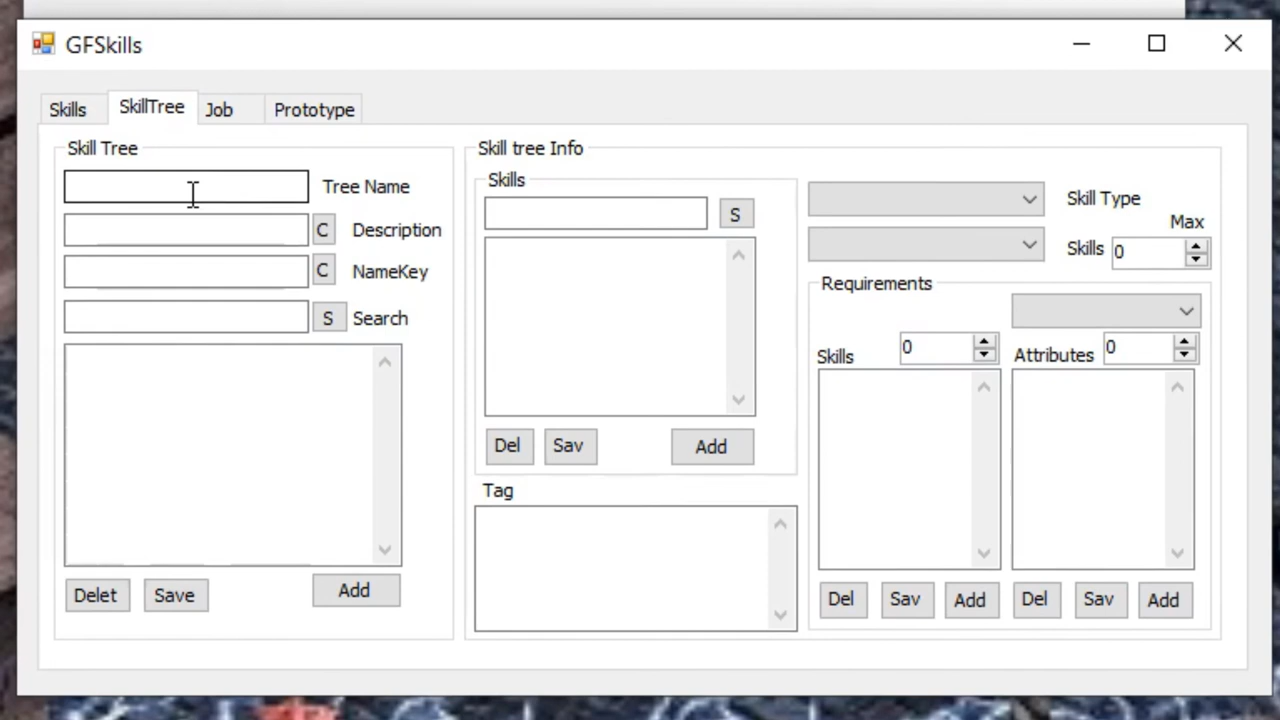 GFSkills
Skills SkillTree Job Prototype
Skill Tree
Tree Name
C Description
C NameKey
S Search
Delet Save Add
Skill tree Info
Skills
S
Del Sav Add
Tag
Skill Type
Max
Skills 0
Requirements
Skills 0 Attributes 0
Del Sav Add Del Sav Add